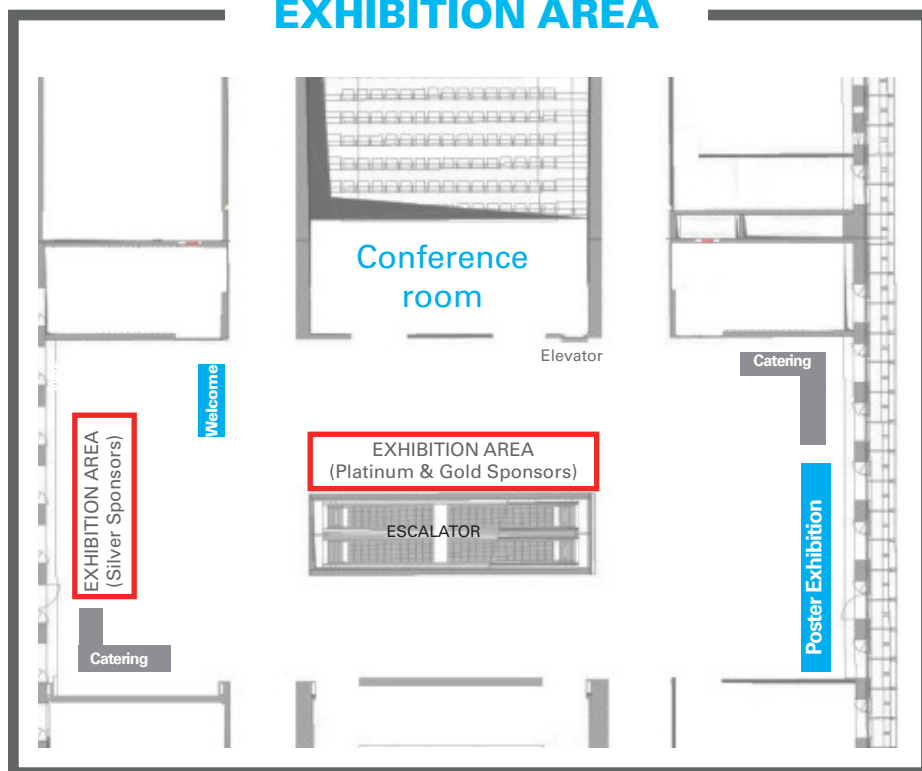 EXHIBITION AREA
Conference
room
Elevator
Catering
Welcome
EXHIBITION AREA
(Platinum & Gold Sponsors)
EXHIBITION AREA
(Silver Sponsors)
ESCALATOR
Poster Exhibition
Catering